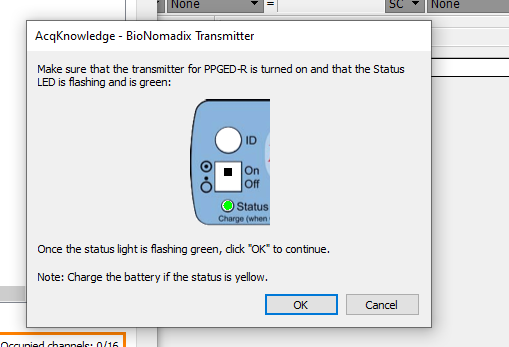 None = SC None
AcqKnowledge - BioNomadix Transmitter
Make sure that the transmitter for PPGED-R is turned on and that the Status
LED is flashing and is green:
ID
On
Off
Status
Charge (when
Once the status light is flashing green, click "OK" to continue.
Note: Charge the battery if the status is yellow.
OK Cancel
Occupied channels: 0/16